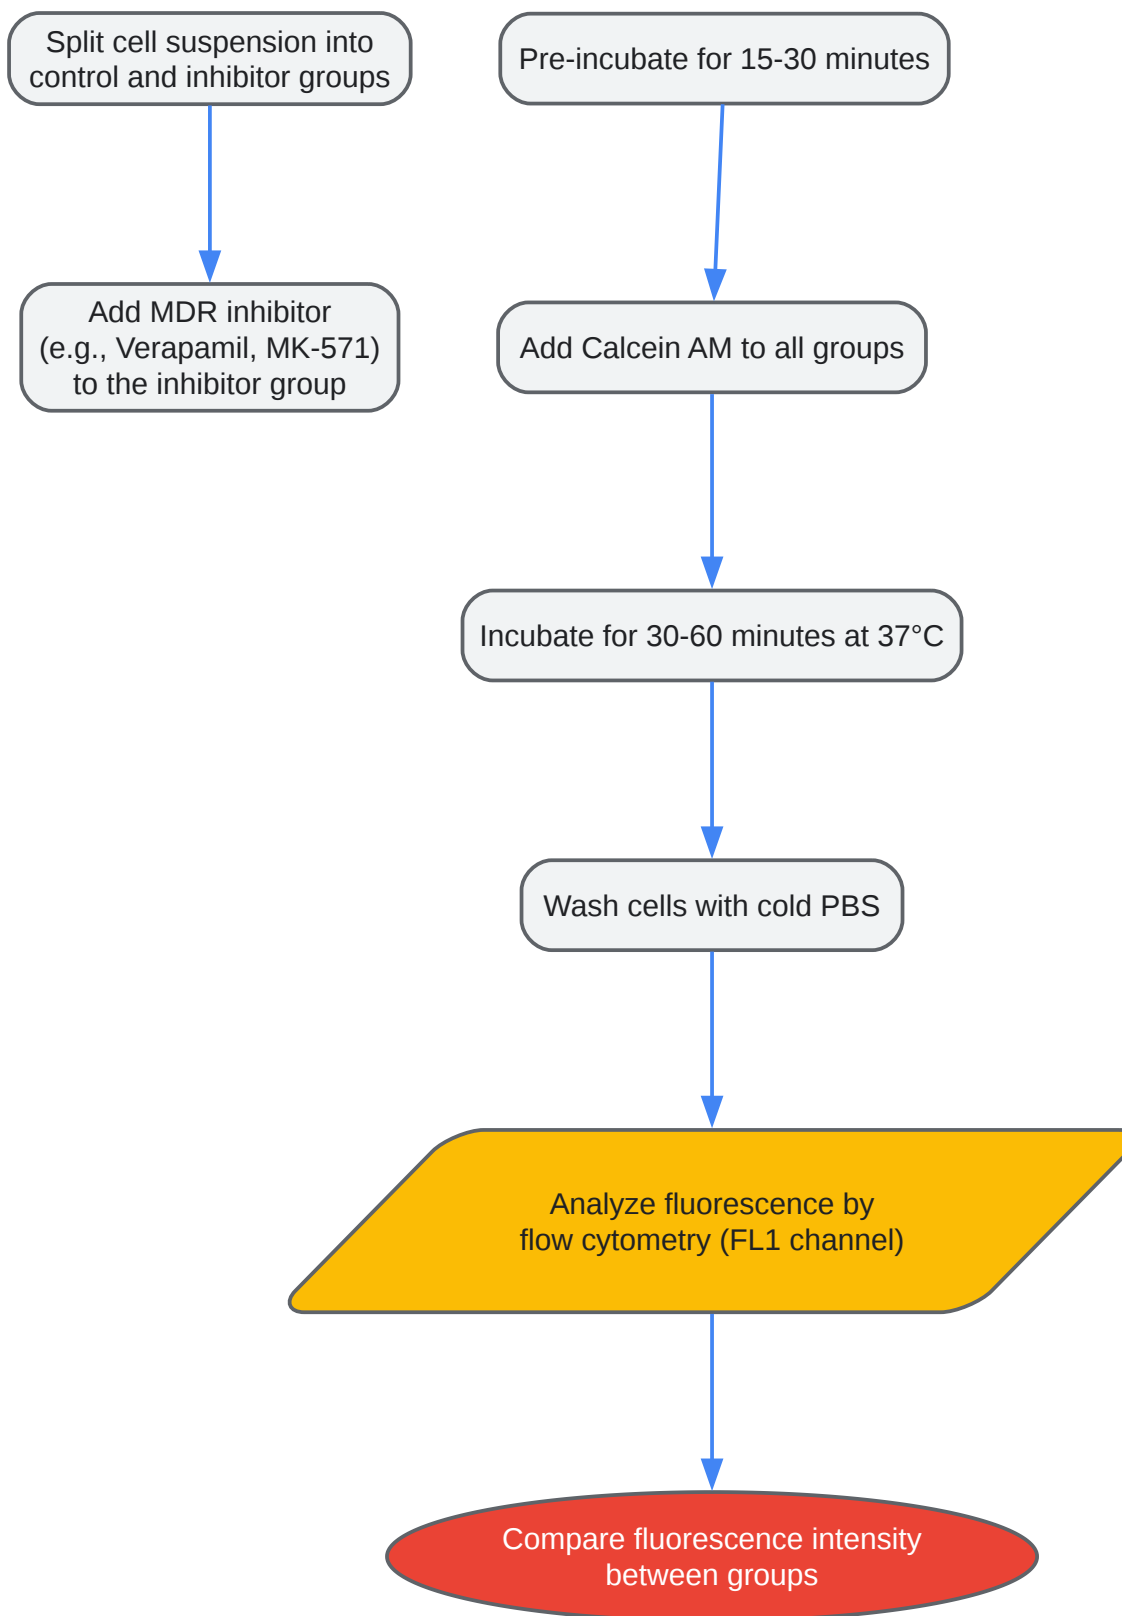 Split cell suspension into
control and inhibitor groups
Add MDR inhibitor
(e.g., Verapamil, MK-571)
to the inhibitor group
Pre-incubate for 15-30 minutes
Add Calcein AM to all groups
Incubate for 30-60 minutes at 37°C
Wash cells with cold PBS
Analyze fluorescence by
flow cytometry (FL1 channel)
Compare fluorescence intensity
between groups